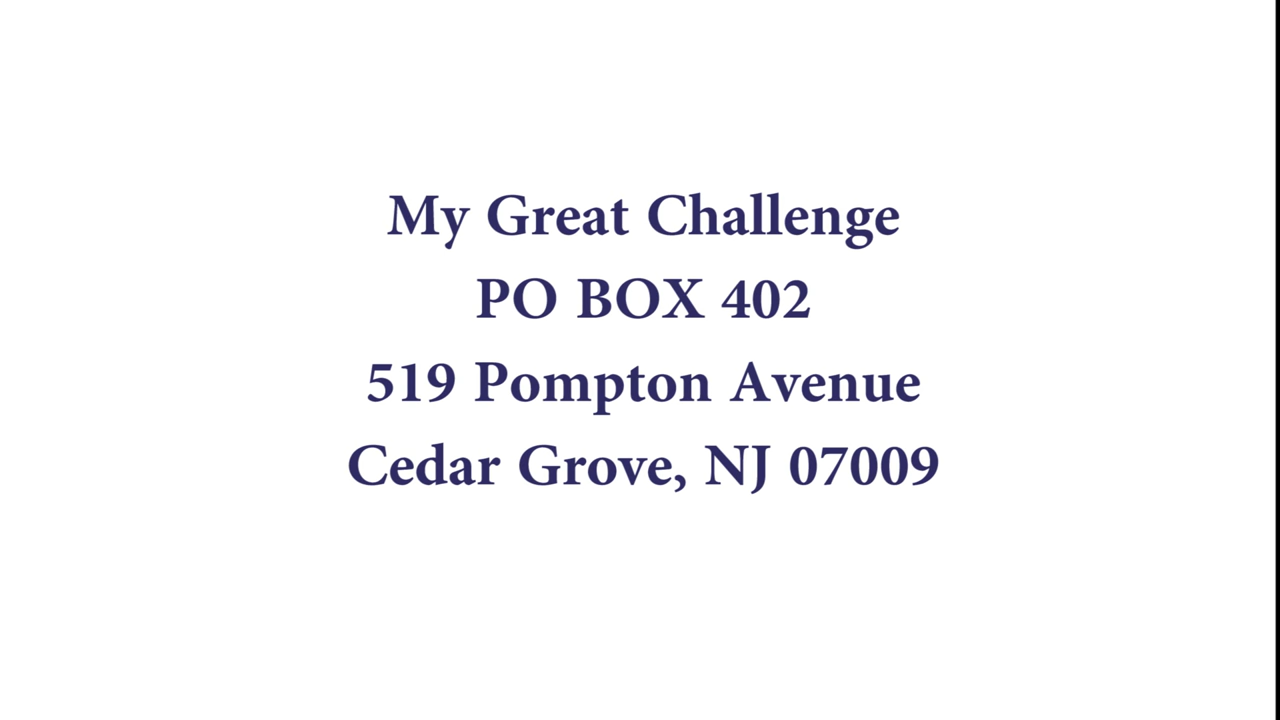 My Great Challenge
PO BOX 402
519 Pompton Avenue
Cedar Grove, NJ 07009